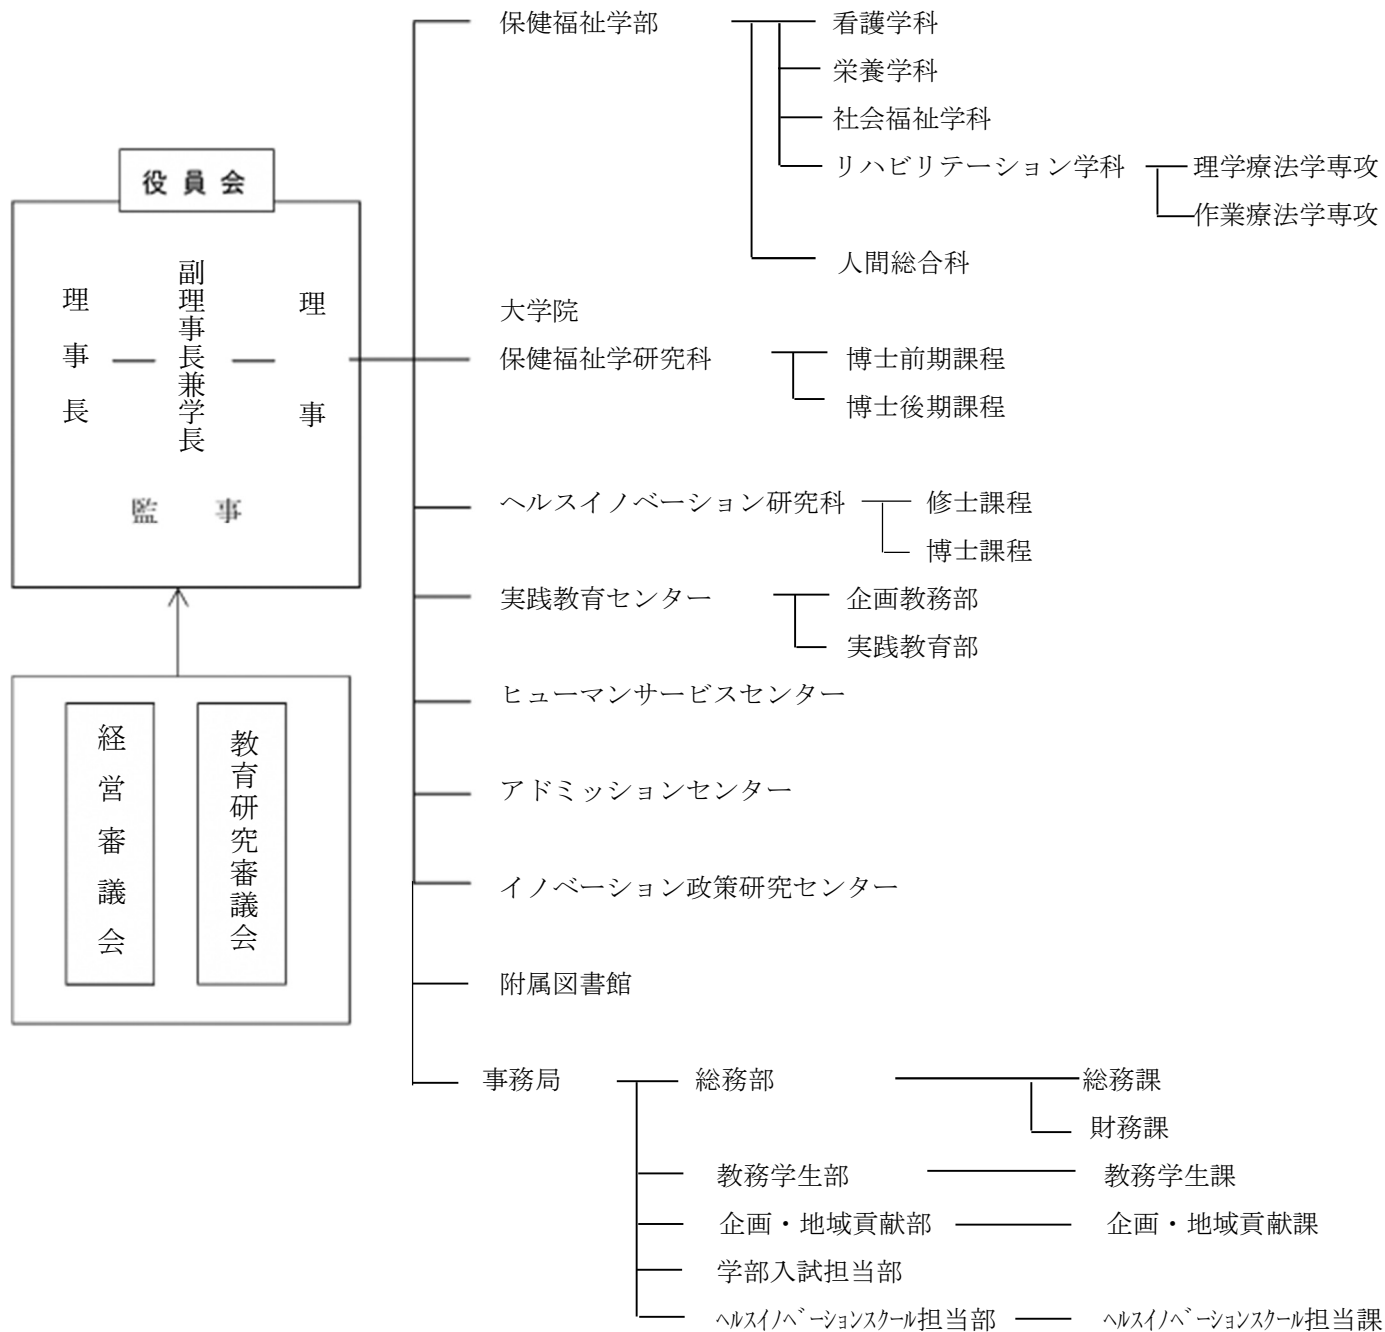 役員会
理事長
副理事長兼学長
理事
監事
経営審議会
教育研究審議会
保健福祉学部
看護学科
栄養学科
社会福祉学科
リハビリテーション学科
理学療法学専攻
作業療法学専攻
人間総合科
大学院
保健福祉学研究科
博士前期課程
博士後期課程
ヘルスイノベーション研究科
修士課程
博士課程
実践教育センター
企画教務部
実践教育部
ヒューマンサービスセンター
アドミッションセンター
イノベーション政策研究センター
附属図書館
事務局
総務部
総務課
財務課
教務学生部
教務学生課
企画・地域貢献部
企画・地域貢献課
学部入試担当部
ヘルスイノベーションスクール担当部
ヘルスイノベーションスクール担当課